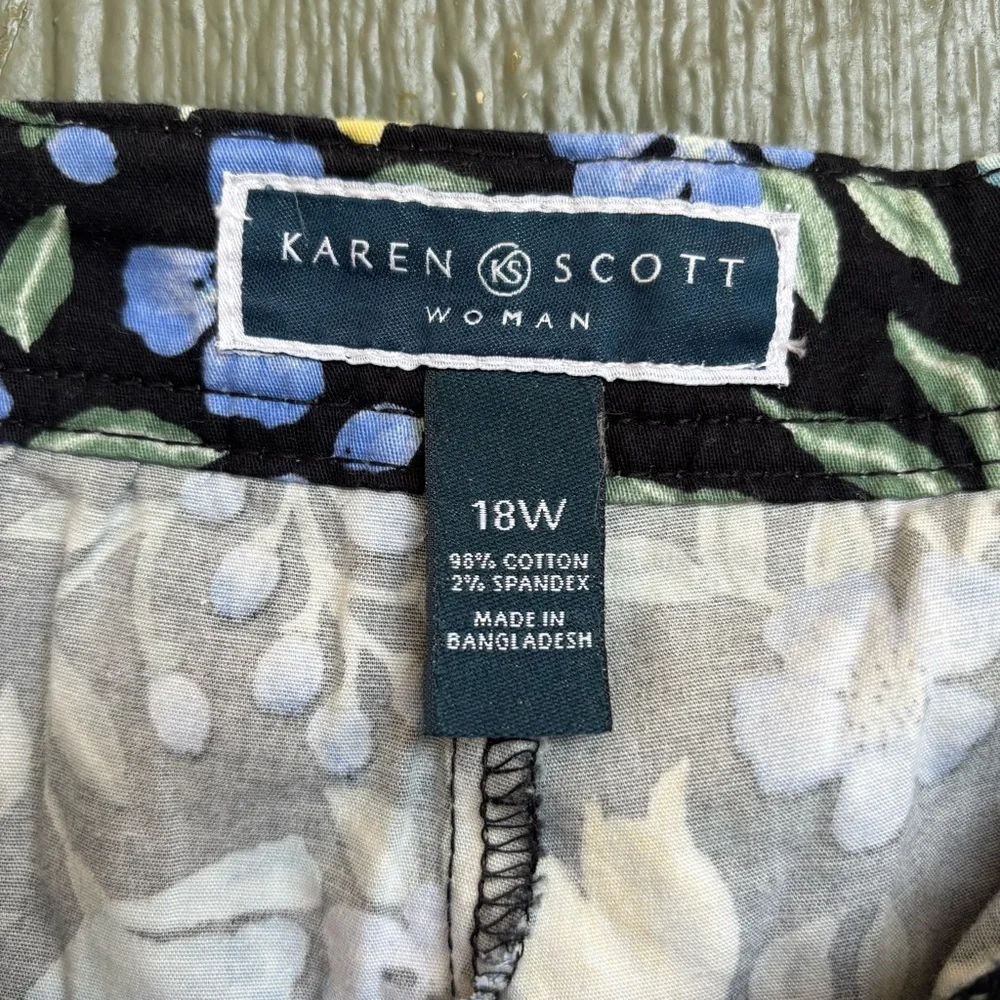 KAREN KS SCOTT
WOMAN
18W
98% COTTON
2% SPANDEX
MADE IN
BANGLADESH